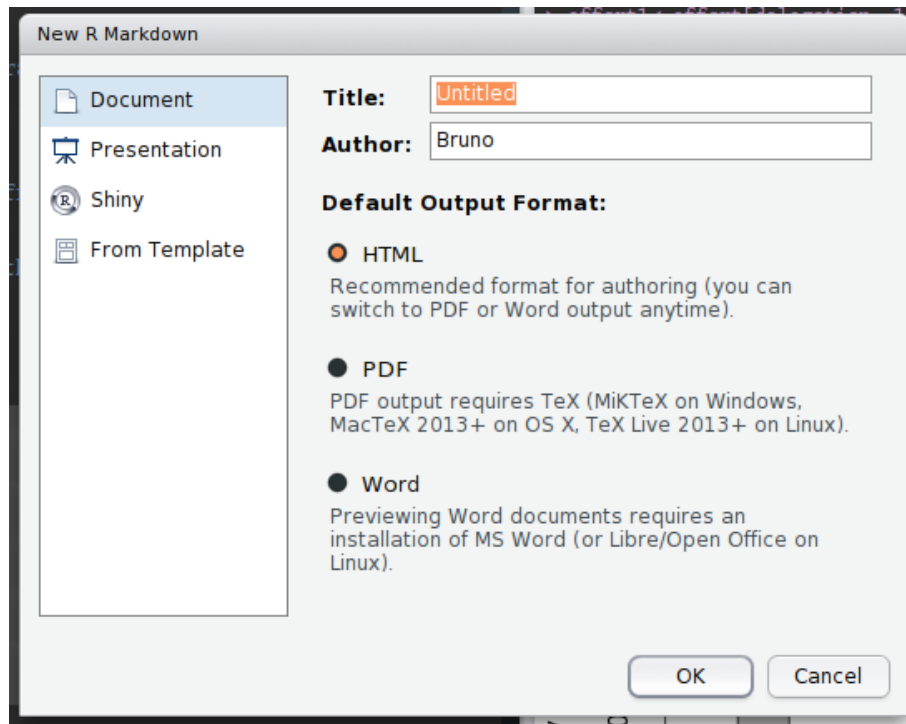 New R Markdown
Document
Presentation
Shiny
From Template
Title: Untitled
Author: Bruno
Default Output Format:
HTML
Recommended format for authoring (you can
switch to PDF or Word output anytime).
PDF
PDF output requires TeX (MiKTeX on Windows,
MacTeX 2013+ on OS X, TeX Live 2013+ on Linux).
Word
Previewing Word documents requires an
installation of MS Word (or Libre/Open Office on
Linux).
OK Cancel